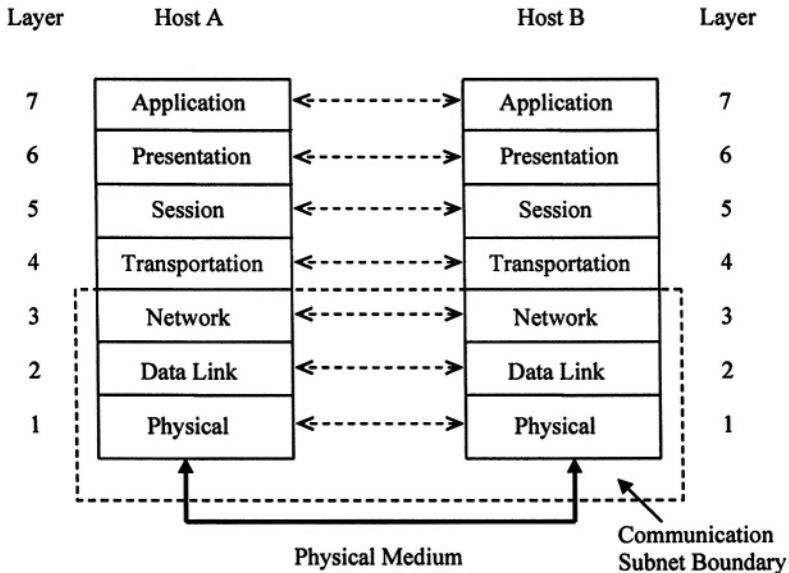 Layer Host A Host B Layer
7 Application Application 7
6 Presentation Presentation 6
5 Session Session 5
4 Transportation Transportation 4
3 Network Network 3
2 Data Link Data Link 2
1 Physical Physical 1
Physical Medium
Communication
Subnet Boundary